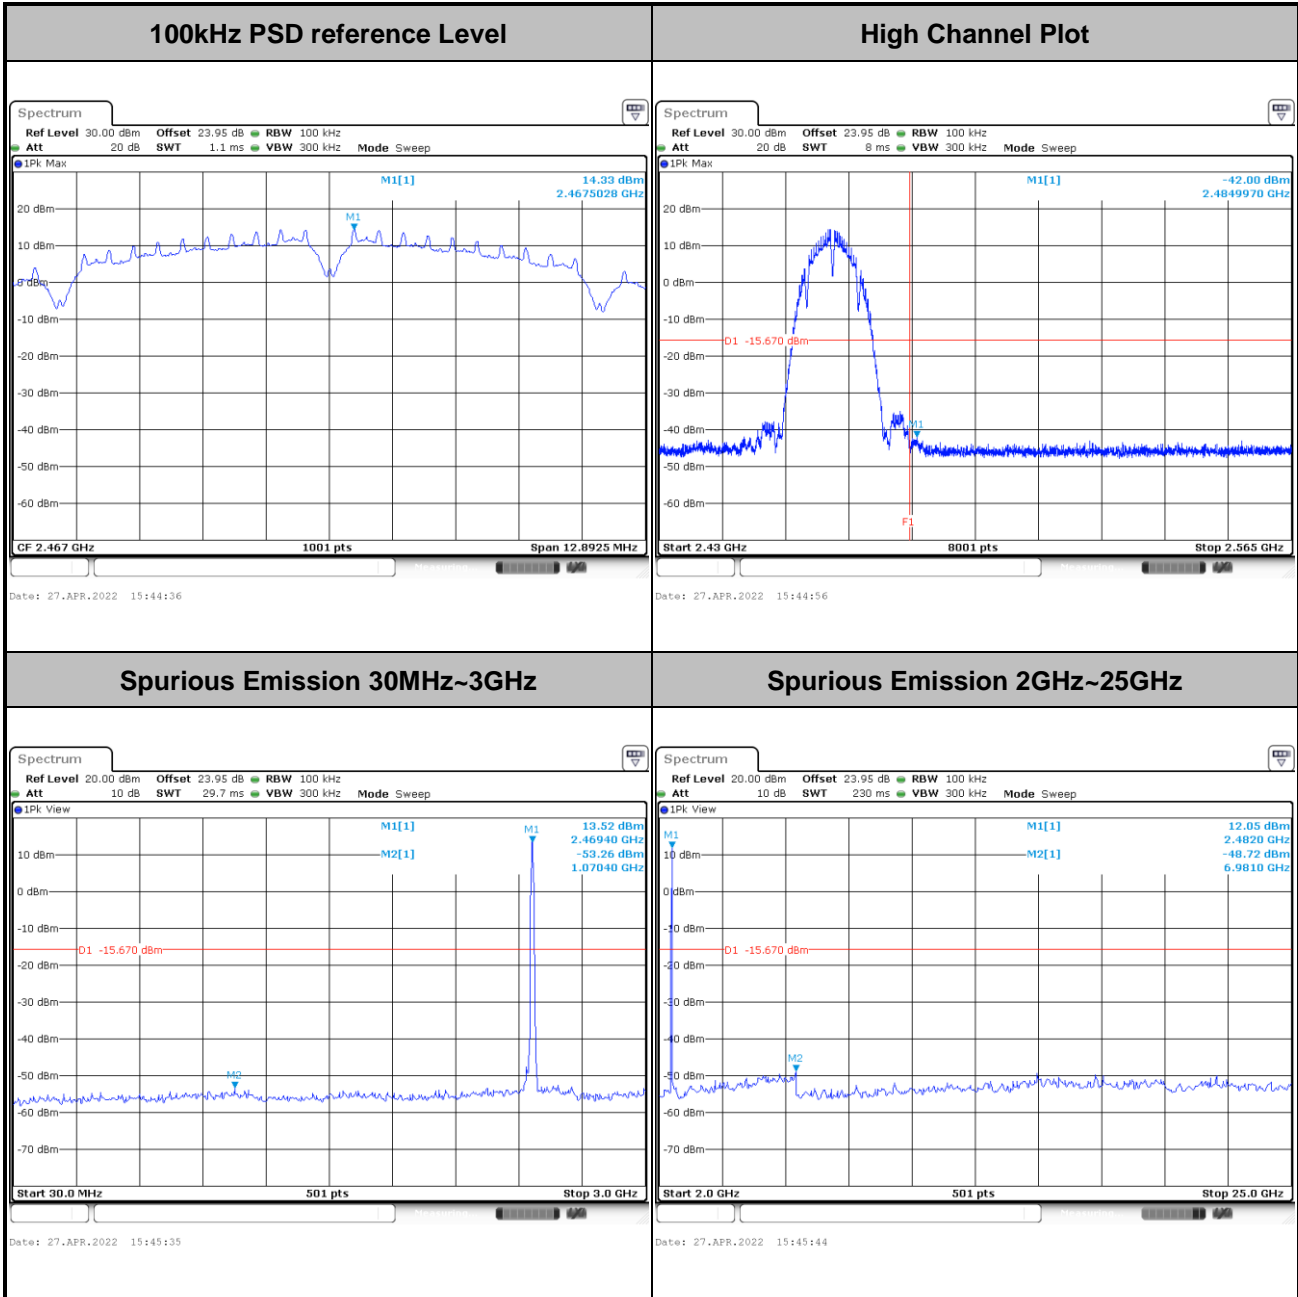 100kHz PSD reference Level
High Channel Plot
Spectrum
Ref Level 30.00 dBm Offset 23.95 dB RBW 100 kHz
Att 20 dB SWT 1.1 ms VBW 300 kHz Mode Sweep
1Pk Max
M1[1] 14.33 dBm
2.4675028 GHz
M1
20 dBm
10 dBm
0 dBm
-10 dBm
-20 dBm
-30 dBm
-40 dBm
-50 dBm
-60 dBm
CF 2.467 GHz 1001 pts Span 12.8925 MHz
Measuring
Date: 27.APR.2022 15:44:36
Spectrum
Ref Level 30.00 dBm Offset 23.95 dB RBW 100 kHz
Att 20 dB SWT 8 ms VBW 300 kHz Mode Sweep
1Pk Max
M1[1] -42.00 dBm
2.4849970 GHz
20 dBm
10 dBm
0 dBm
-10 dBm
D1 -15.670 dBm
-20 dBm
-30 dBm
-40 dBm
M1
-50 dBm
-60 dBm
F1
Start 2.43 GHz 8001 pts Stop 2.565 GHz
Measuring
Date: 27.APR.2022 15:44:56
Spurious Emission 30MHz~3GHz
Spurious Emission 2GHz~25GHz
Spectrum
Ref Level 20.00 dBm Offset 23.95 dB RBW 100 kHz
Att 10 dB SWT 29.7 ms VBW 300 kHz Mode Sweep
1Pk View
M1[1] 13.52 dBm
2.46940 GHz
M2[1] -53.26 dBm
1.07040 GHz
M1
10 dBm
0 dBm
-10 dBm
D1 -15.670 dBm
-20 dBm
-30 dBm
-40 dBm
-50 dBm
M2
-60 dBm
-70 dBm
Start 30.0 MHz 501 pts Stop 3.0 GHz
Measuring
Date: 27.APR.2022 15:45:35
Spectrum
Ref Level 20.00 dBm Offset 23.95 dB RBW 100 kHz
Att 10 dB SWT 230 ms VBW 300 kHz Mode Sweep
1Pk View
M1[1] 12.05 dBm
2.4820 GHz
M2[1] -48.72 dBm
6.9810 GHz
M1
10 dBm
0 dBm
-10 dBm
D1 -15.670 dBm
-20 dBm
-30 dBm
-40 dBm
M2
-50 dBm
-60 dBm
-70 dBm
Start 2.0 GHz 501 pts Stop 25.0 GHz
Measuring
Date: 27.APR.2022 15:45:44